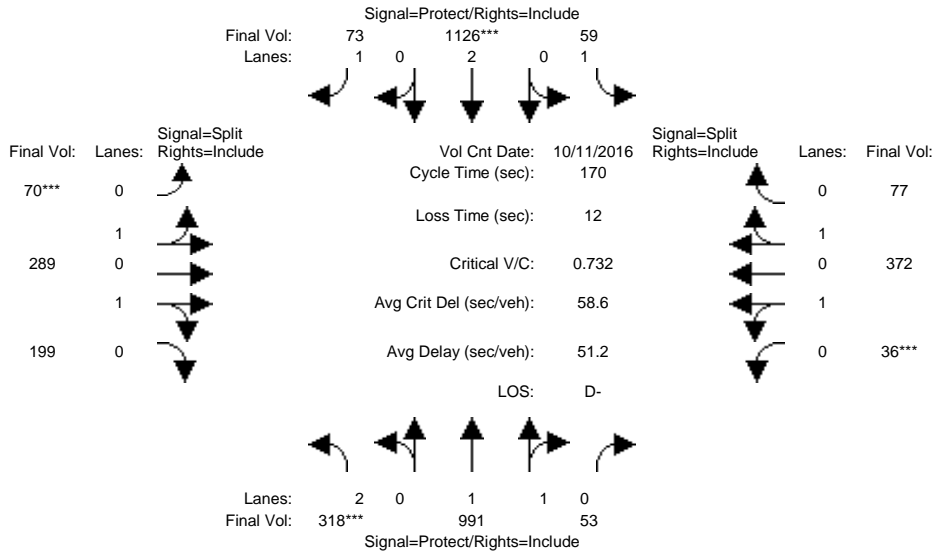 Signal=Protect/Rights=Include
Final Vol: 73 1126*** 59
Lanes: 1 0 2 0 1
Signal=Split Signal=Split
Final Vol: Lanes: Rights=Include Vol Cnt Date: 10/11/2016 Rights=Include Lanes: Final Vol:
Cycle Time (sec): 170
70*** 0 0 77
Loss Time (sec): 12
1 1
289 0 Critical V/C: 0.732 0 372
1 Avg Crit Del (sec/veh): 58.6 1
199 0 Avg Delay (sec/veh): 51.2 0 36***
LOS: D-
Lanes: 2 0 1 1 0
Final Vol: 318*** 991 53
Signal=Protect/Rights=Include